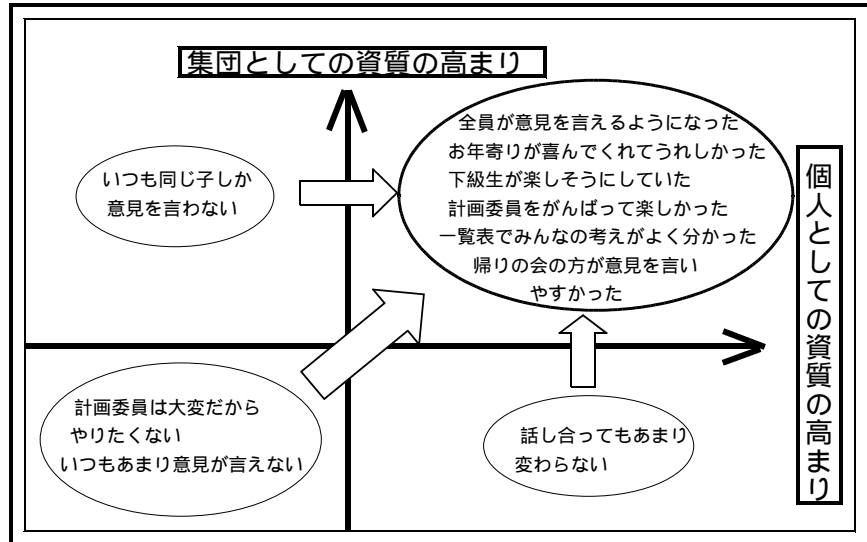 集団としての資質の高まり
全員が意見を言えるようになった
お年寄りが喜んでくれてうれしかった
下級生が楽しそうにしていた
計画委員をがんばって楽しかった
一覧表でみんなの考えがよく分かった
帰りの会の方が意見を言い
やすかった
いつも同じ子しか
意見を言わない
個人としての資質の高まり
計画委員は大変だから
やりたくない
いつもあまり意見が言えない
話し合ってもあまり
変わらない